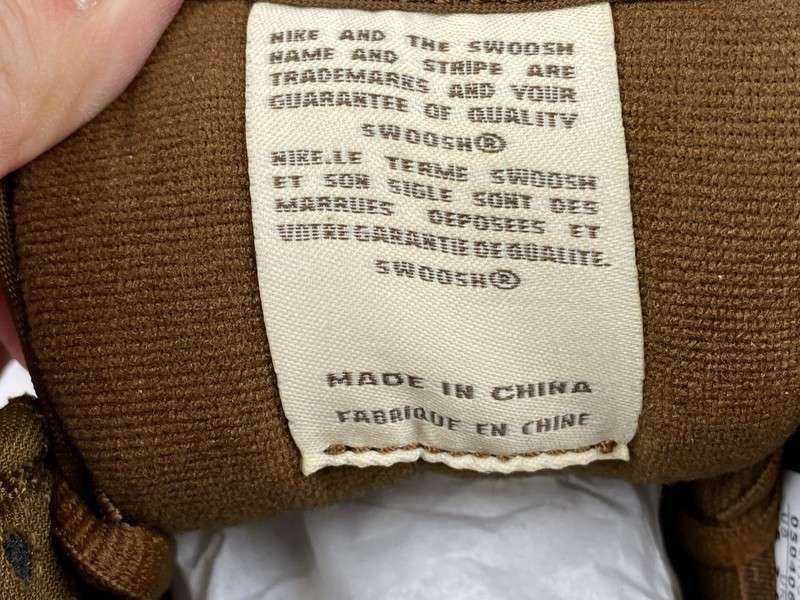 NIKE AND THE SWOOSH
NAME AND STRIPE ARE
TRADEMARKS AND YOUR
GUARANTEE OF QUALITY
SWOOSH®
NIKE.LE TERME SWOOSH
ET SON SIGLE SONT DES
MARRUES DEPOSEES ET
VOTRE GARANTIE DE QUALITE.
SWOOSH®
MADE IN CHINA
FABRIQUE EN CHINE